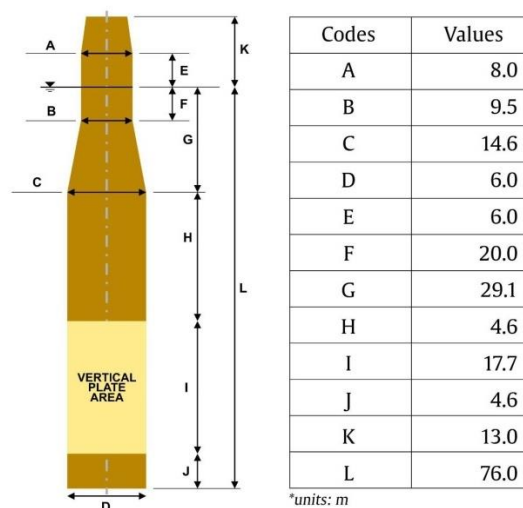 A
B
C
E
F
G
H
I
J
K
L
VERTICAL
PLATE
AREA
D
Codes Values
A 8.0
B 9.5
C 14.6
D 6.0
E 6.0
F 20.0
G 29.1
H 4.6
I 17.7
J 4.6
K 13.0
L 76.0
*units: m